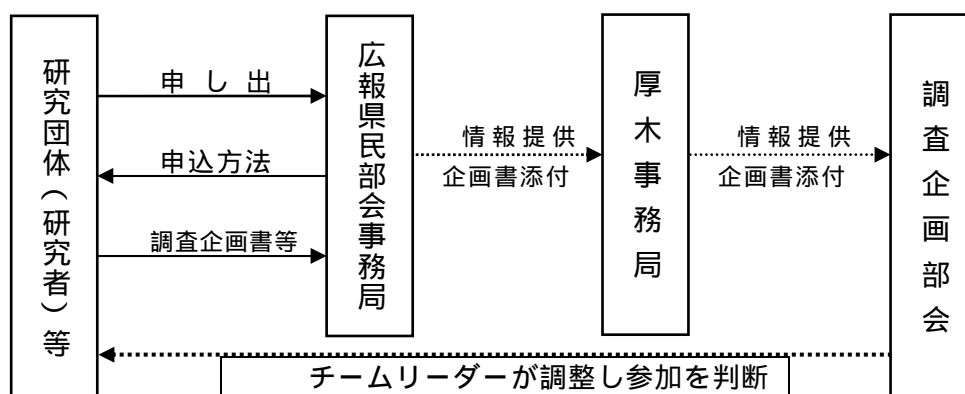 研究団体(研究者)等
申し出
申込方法
調査企画書等
広報県民部会事務局
情報提供
企画書添付
厚木事務局
情報提供
企画書添付
調査企画部会
チームリーダーが調整し参加を判断